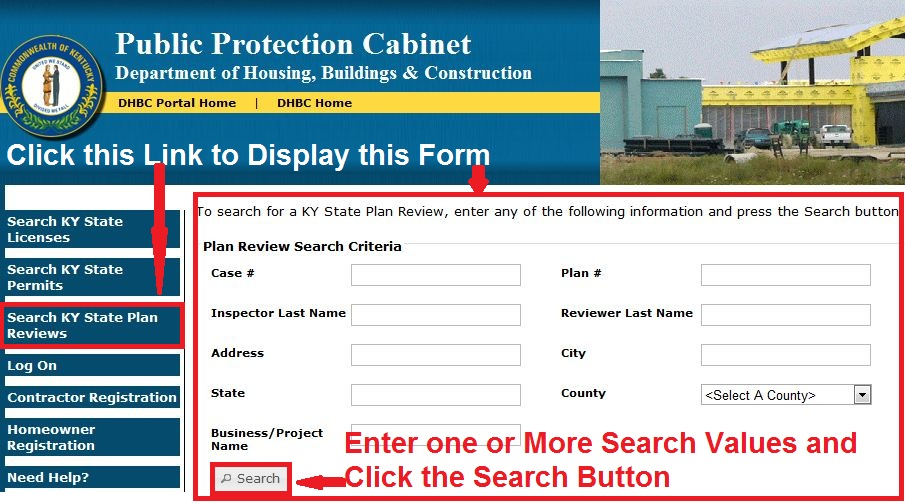 Public Protection Cabinet
Department of Housing, Buildings & Construction
COMMONWEALTH OF KENTUCKY
UNITED WE STAND
DIVIDED WE FALL
DHBC Portal Home | DHBC Home
Click this Link to Display this Form
Search KY State
Licenses
Search KY State
Permits
Search KY State Plan
Reviews
Log On
Contractor Registration
Homeowner
Registration
Need Help?
To search for a KY State Plan Review, enter any of the following information and press the Search button
Plan Review Search Criteria
Case # Plan #
Inspector Last Name Reviewer Last Name
Address City
State County <Select A County>
Business/Project
Name
Enter one or More Search Values and
Click the Search Button
Search